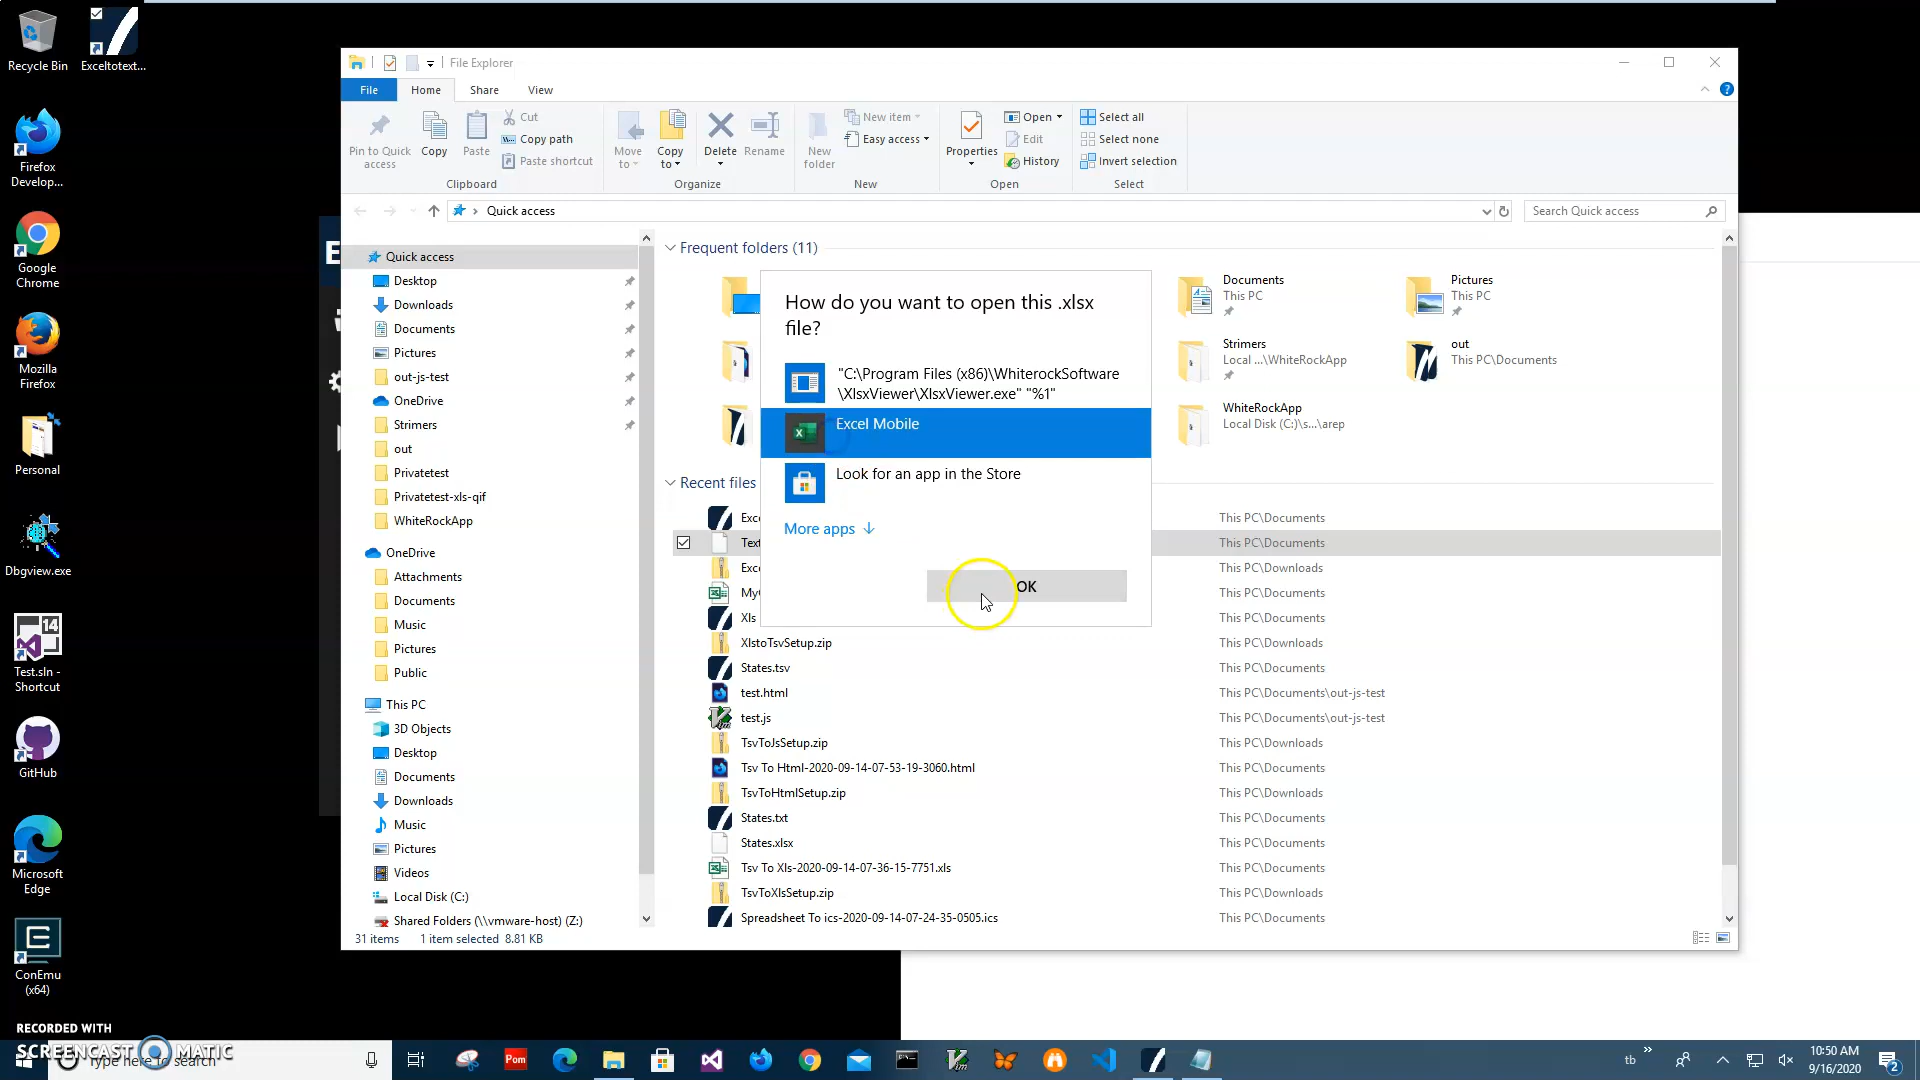 Recycle Bin
Exceltotext...
Firefox
Develop...
Google
Chrome
Mozilla
Firefox
Personal
Dbgview.exe
14
Test.sln -
Shortcut
GitHub
Microsoft
Edge
ConEmu
(x64)
RECORDED WITH
SCREENCAST MATIC
Type here to search
File Explorer
File
Home
Share
View
Pin to Quick
access
Copy
Paste
Cut
Copy path
Paste shortcut
Clipboard
Move
to
Copy
to
Delete
Rename
Organize
New
folder
New item
Easy access
New
Properties
Open
Edit
History
Open
Select all
Select none
Invert selection
Select
Quick access
Search Quick access
E
Quick access
Desktop
Downloads
Documents
Pictures
out-js-test
OneDrive
Strimers
out
Privatetest
Privatetest-xls-qif
WhiteRockApp
OneDrive
Attachments
Documents
Music
Pictures
Public
This PC
3D Objects
Desktop
Documents
Downloads
Music
Pictures
Videos
Local Disk (C:)
Shared Folders (\\vmware-host) (Z:)
31 items
1 item selected 8.81 KB
Frequent folders (11)
Documents
This PC
Pictures
This PC
Strimers
Local ...\WhiteRockApp
out
This PC\Documents
WhiteRockApp
Local Disk (C:)\s...\arep
How do you want to open this .xlsx
file?
"C:\Program Files (x86)\WhiterockSoftware
\XlsxViewer\XlsxViewer.exe" "%1"
Excel Mobile
Look for an app in the Store
More apps
OK
Recent files
Exc
This PC\Documents
Text
This PC\Documents
Exc
This PC\Downloads
My
This PC\Documents
Xls
This PC\Documents
XlstoTsvSetup.zip
This PC\Downloads
States.tsv
This PC\Documents
test.html
This PC\Documents\out-js-test
test.js
This PC\Documents\out-js-test
TsvToJsSetup.zip
This PC\Downloads
Tsv To Html-2020-09-14-07-53-19-3060.html
This PC\Documents
TsvToHtmlSetup.zip
This PC\Downloads
States.txt
This PC\Documents
States.xlsx
This PC\Documents
Tsv To Xls-2020-09-14-07-36-15-7751.xls
This PC\Documents
TsvToXlsSetup.zip
This PC\Downloads
Spreadsheet To ics-2020-09-14-07-24-35-0505.ics
This PC\Documents
Pom
tb
10:50 AM
9/16/2020
2